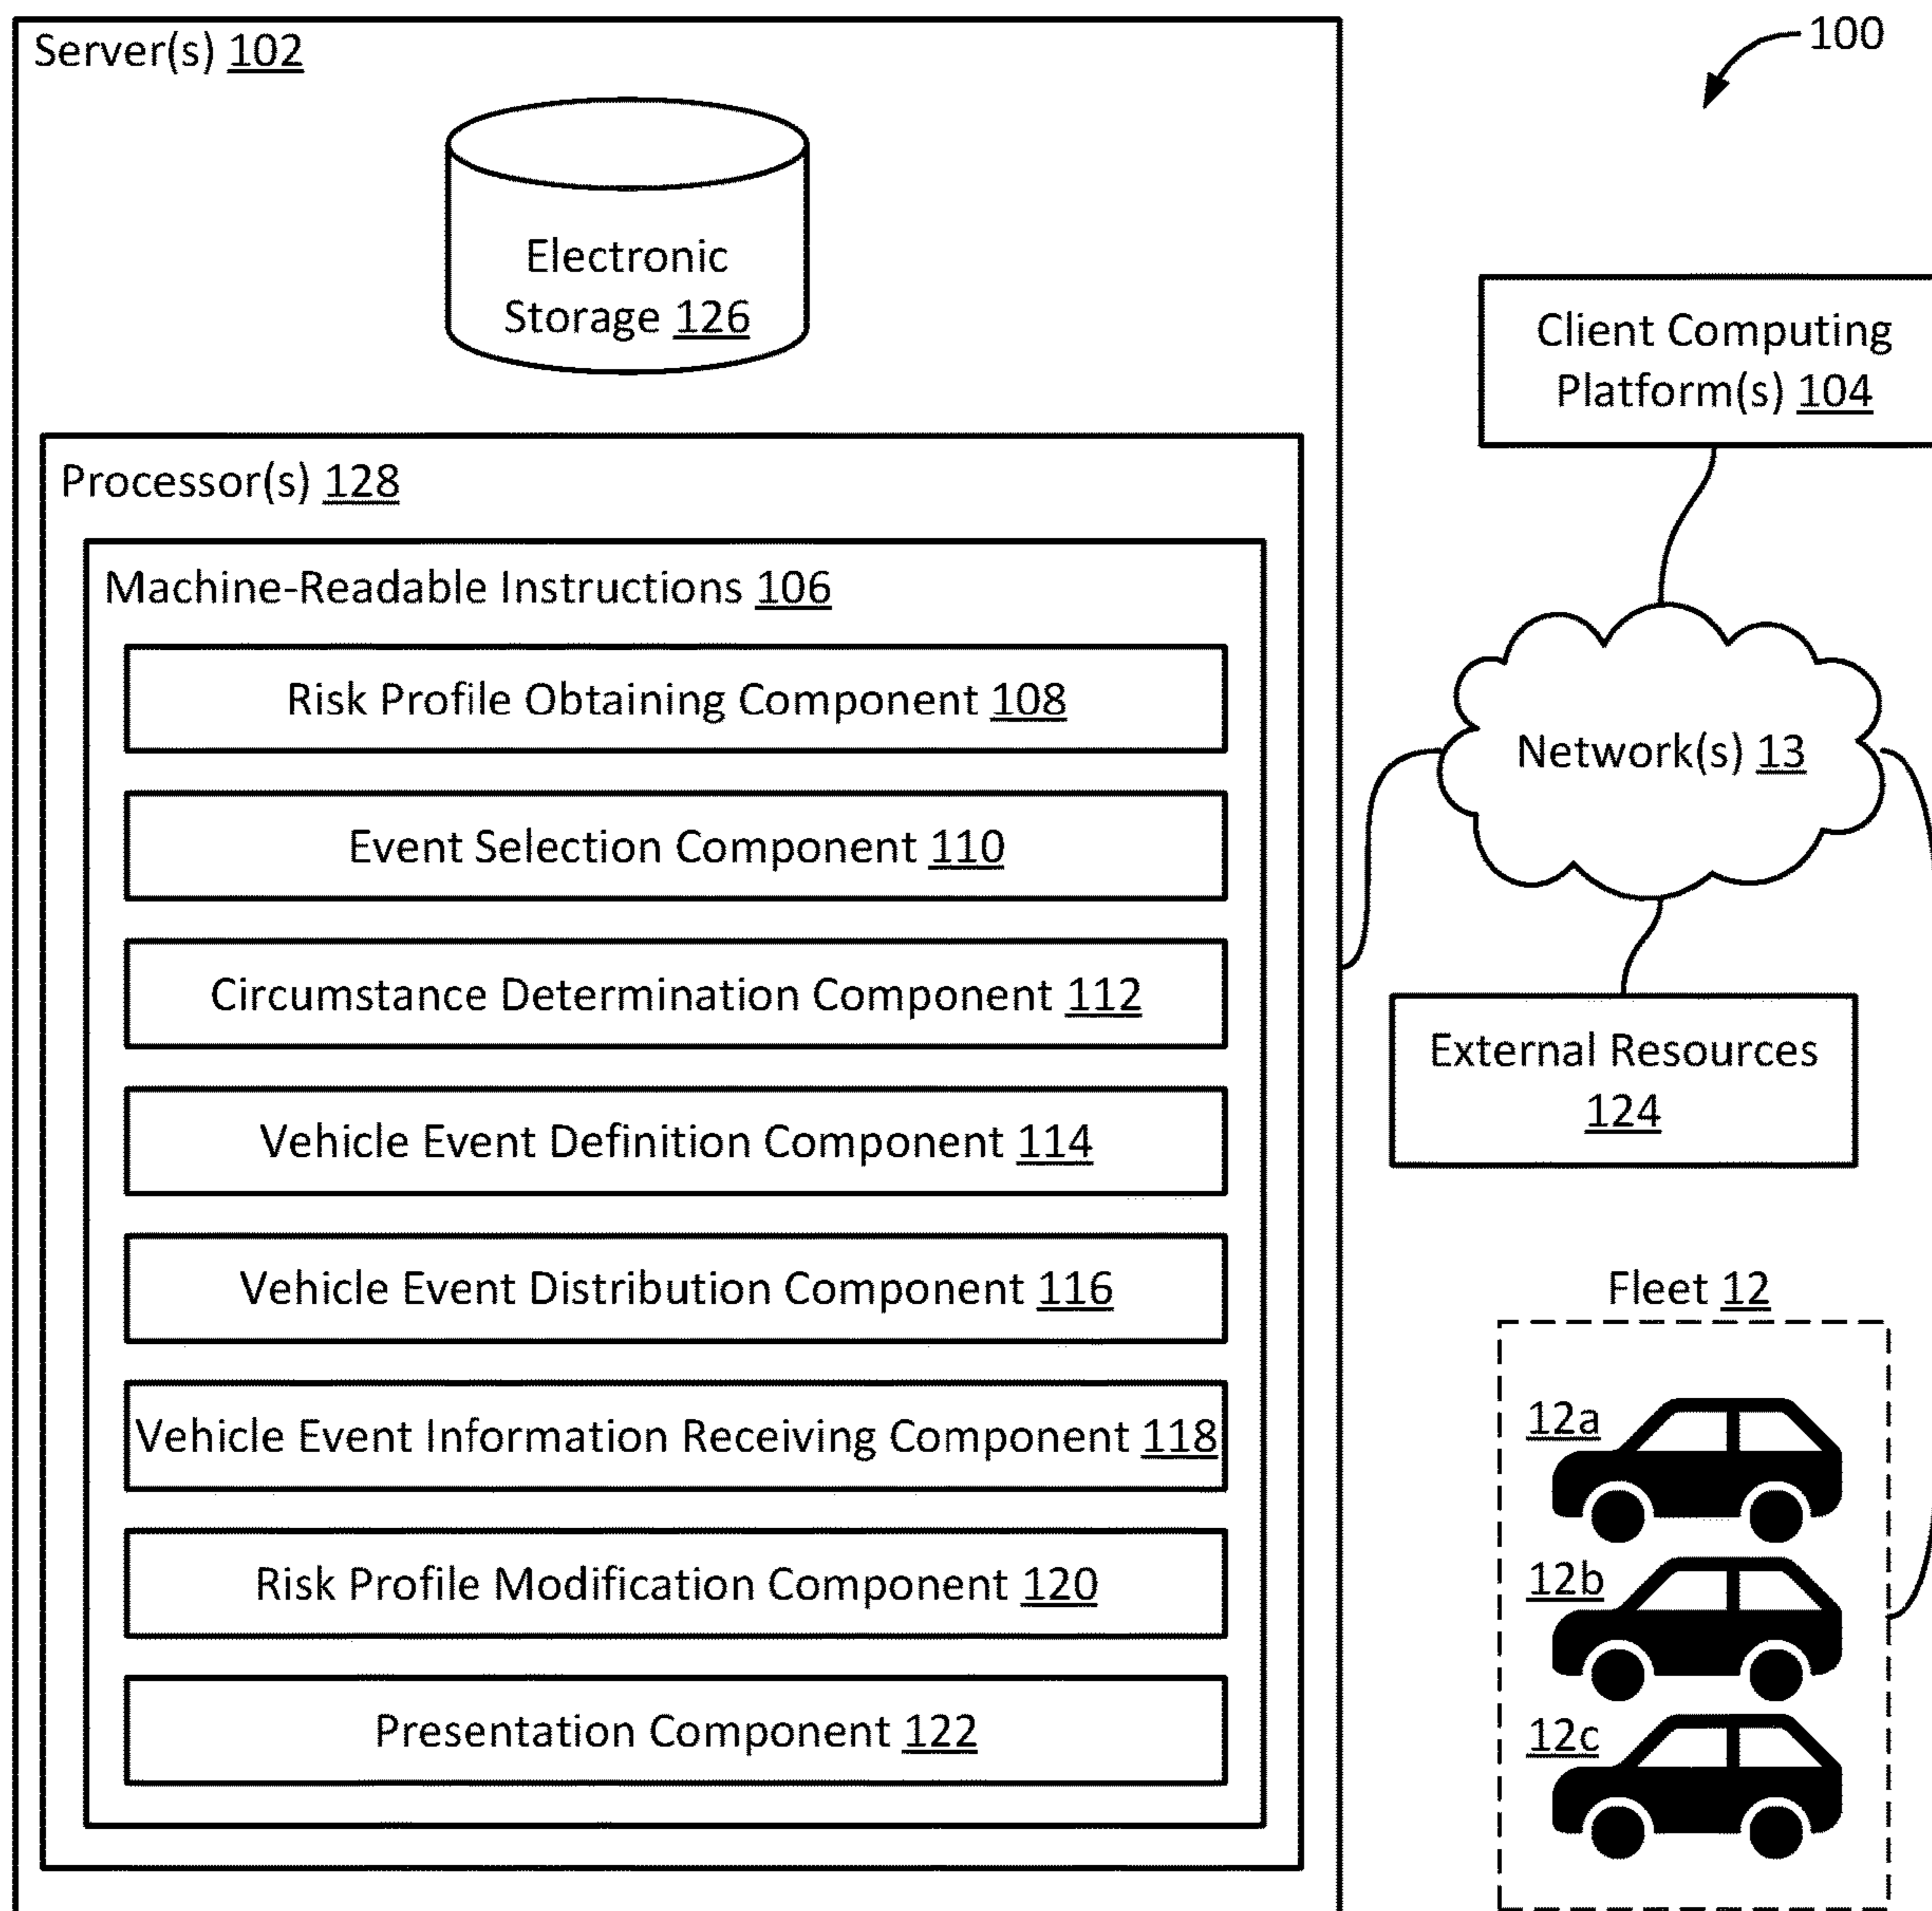 Server(s) 102
100
Electronic
Storage 126
Client Computing
Platform(s) 104
Processor(s) 128
Machine-Readable Instructions 106
Risk Profile Obtaining Component 108
Event Selection Component 110
Circumstance Determination Component 112
Vehicle Event Definition Component 114
Vehicle Event Distribution Component 116
Vehicle Event Information Receiving Component 118
Risk Profile Modification Component 120
Presentation Component 122
Network(s) 13
External Resources
124
Fleet 12
12a
12b
12c